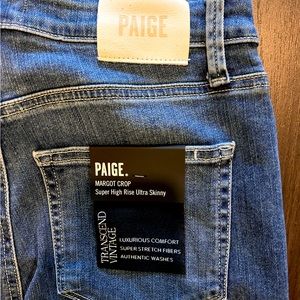 PAIGE
PAIGE.
MARGOT CROP
Super High Rise Ultra Skinny
TRANSCEND
VINTAGE
LUXURIOUS COMFORT
SUPER STRETCH FIBERS
AUTHENTIC WASHES